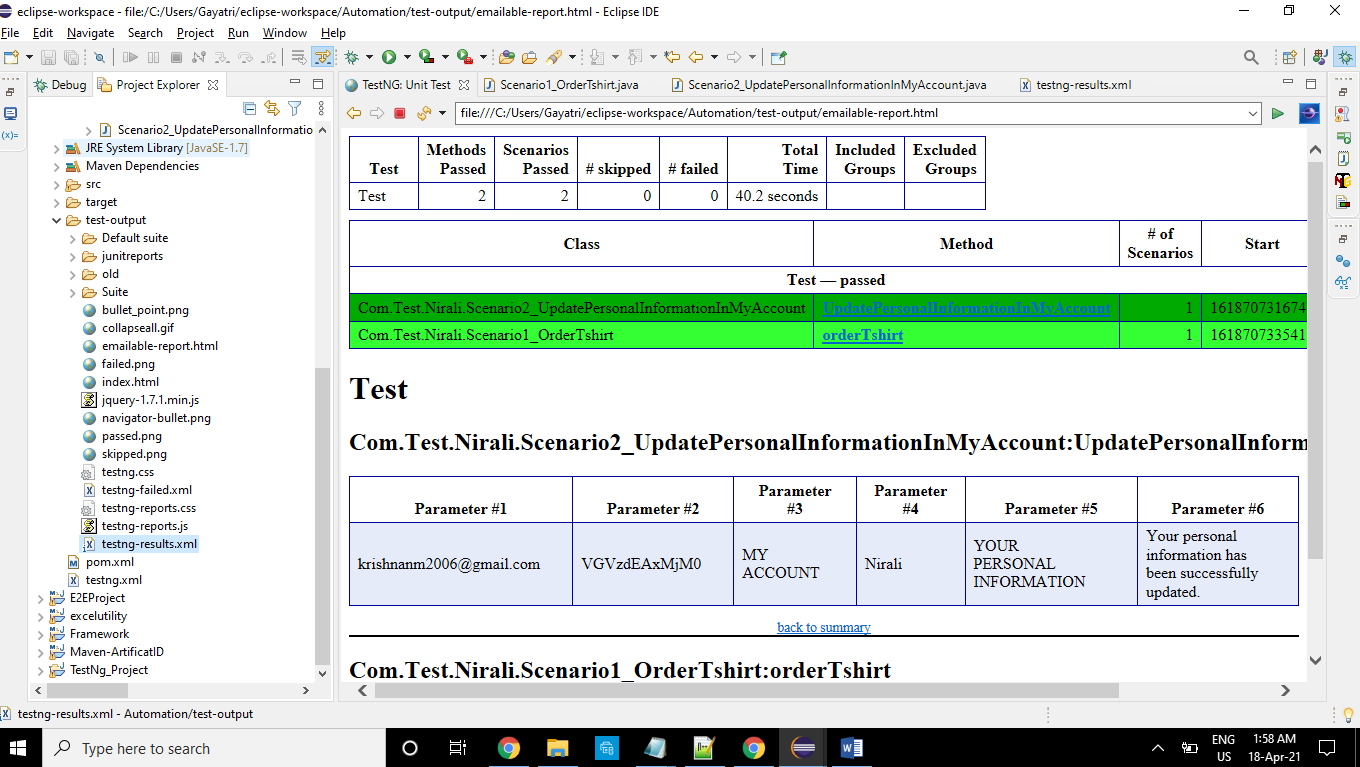 eclipse-workspace - file:/C:/Users/Gayatri/eclipse-workspace/Automation/test-output/emailable-report.html - Eclipse IDE
File Edit Navigate Search Project Run Window Help
Debug Project Explorer
TestNG: Unit Test Scenario1_OrderTshirt.java Scenario2_UpdatePersonalInformationInMyAccount.java testng-results.xml
file:///C:/Users/Gayatri/eclipse-workspace/Automation/test-output/emailable-report.html
Scenario2_UpdatePersonalInformatio
JRE System Library [JavaSE-1.7]
Maven Dependencies
src
target
test-output
Default suite
junitreports
old
Suite
bullet_point.png
collapseall.gif
emailable-report.html
failed.png
index.html
jquery-1.7.1.min.js
navigator-bullet.png
passed.png
skipped.png
testng.css
testng-failed.xml
testng-reports.css
testng-reports.js
testng-results.xml
pom.xml
testng.xml
E2EProject
excelutility
Framework
Maven-ArtificatID
TestNg_Project
Test Methods Passed Scenarios Passed # skipped # failed Total Time Included Groups Excluded Groups
Test 2 2 0 0 40.2 seconds
Class Method # of Scenarios Start
Test — passed
Com.Test.Nirali.Scenario2_UpdatePersonalInformationInMyAccount UpdatePersonalInformationInMyAccount 1 161870731674
Com.Test.Nirali.Scenario1_OrderTshirt orderTshirt 1 161870733541
Test
Com.Test.Nirali.Scenario2_UpdatePersonalInformationInMyAccount:UpdatePersonalInform
Parameter #1 Parameter #2 Parameter #3 Parameter #4 Parameter #5 Parameter #6
krishnanm2006@gmail.com VGVzdEAxMjM0 MY ACCOUNT Nirali YOUR PERSONAL INFORMATION Your personal information has been successfully updated.
back to summary
Com.Test.Nirali.Scenario1_OrderTshirt:orderTshirt
testng-results.xml - Automation/test-output
Type here to search
ENG
US
1:58 AM
18-Apr-21